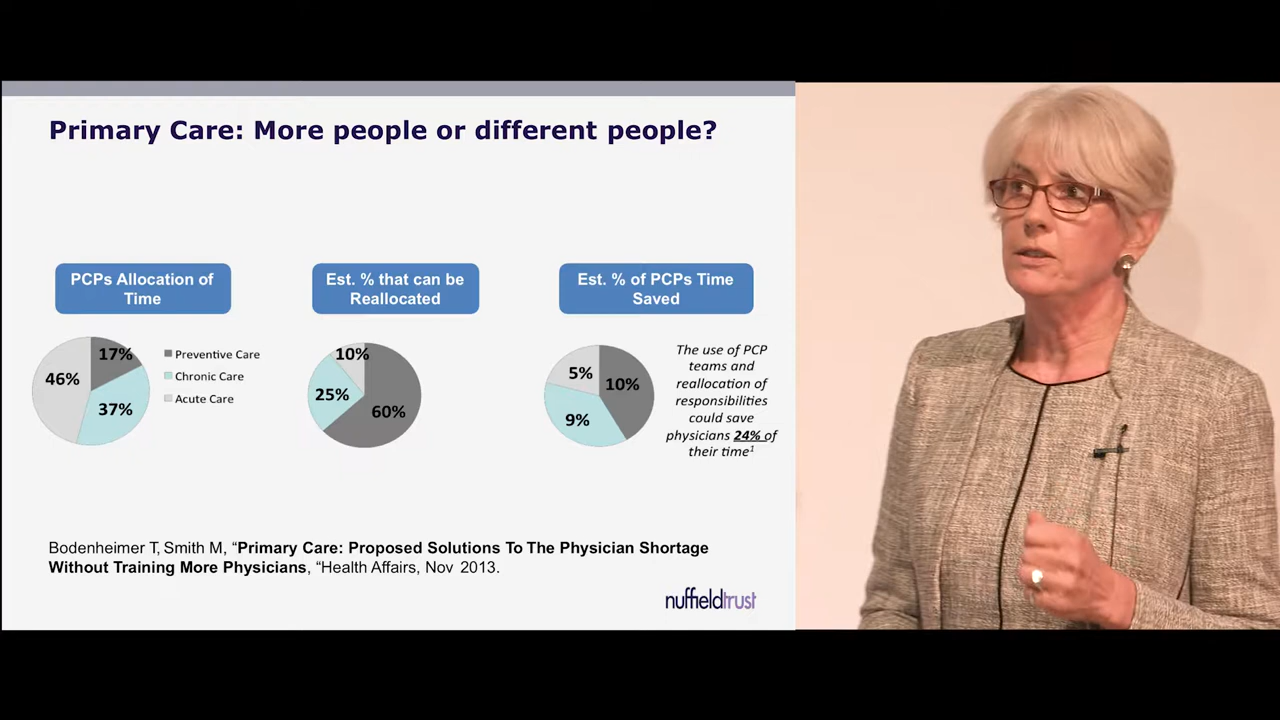 Primary Care: More people or different people?
PCPs Allocation of
Time
Est. % that can be
Reallocated
Est. % of PCPs Time
Saved
17%
46%
37%
Preventive Care
Chronic Care
Acute Care
10%
25%
60%
5%
10%
9%
The use of PCP
teams and
reallocation of
responsibilities
could save
physicians 24% of
their time¹
Bodenheimer T, Smith M, “Primary Care: Proposed Solutions To The Physician Shortage
Without Training More Physicians, “Health Affairs, Nov 2013.
nuffieldtrust